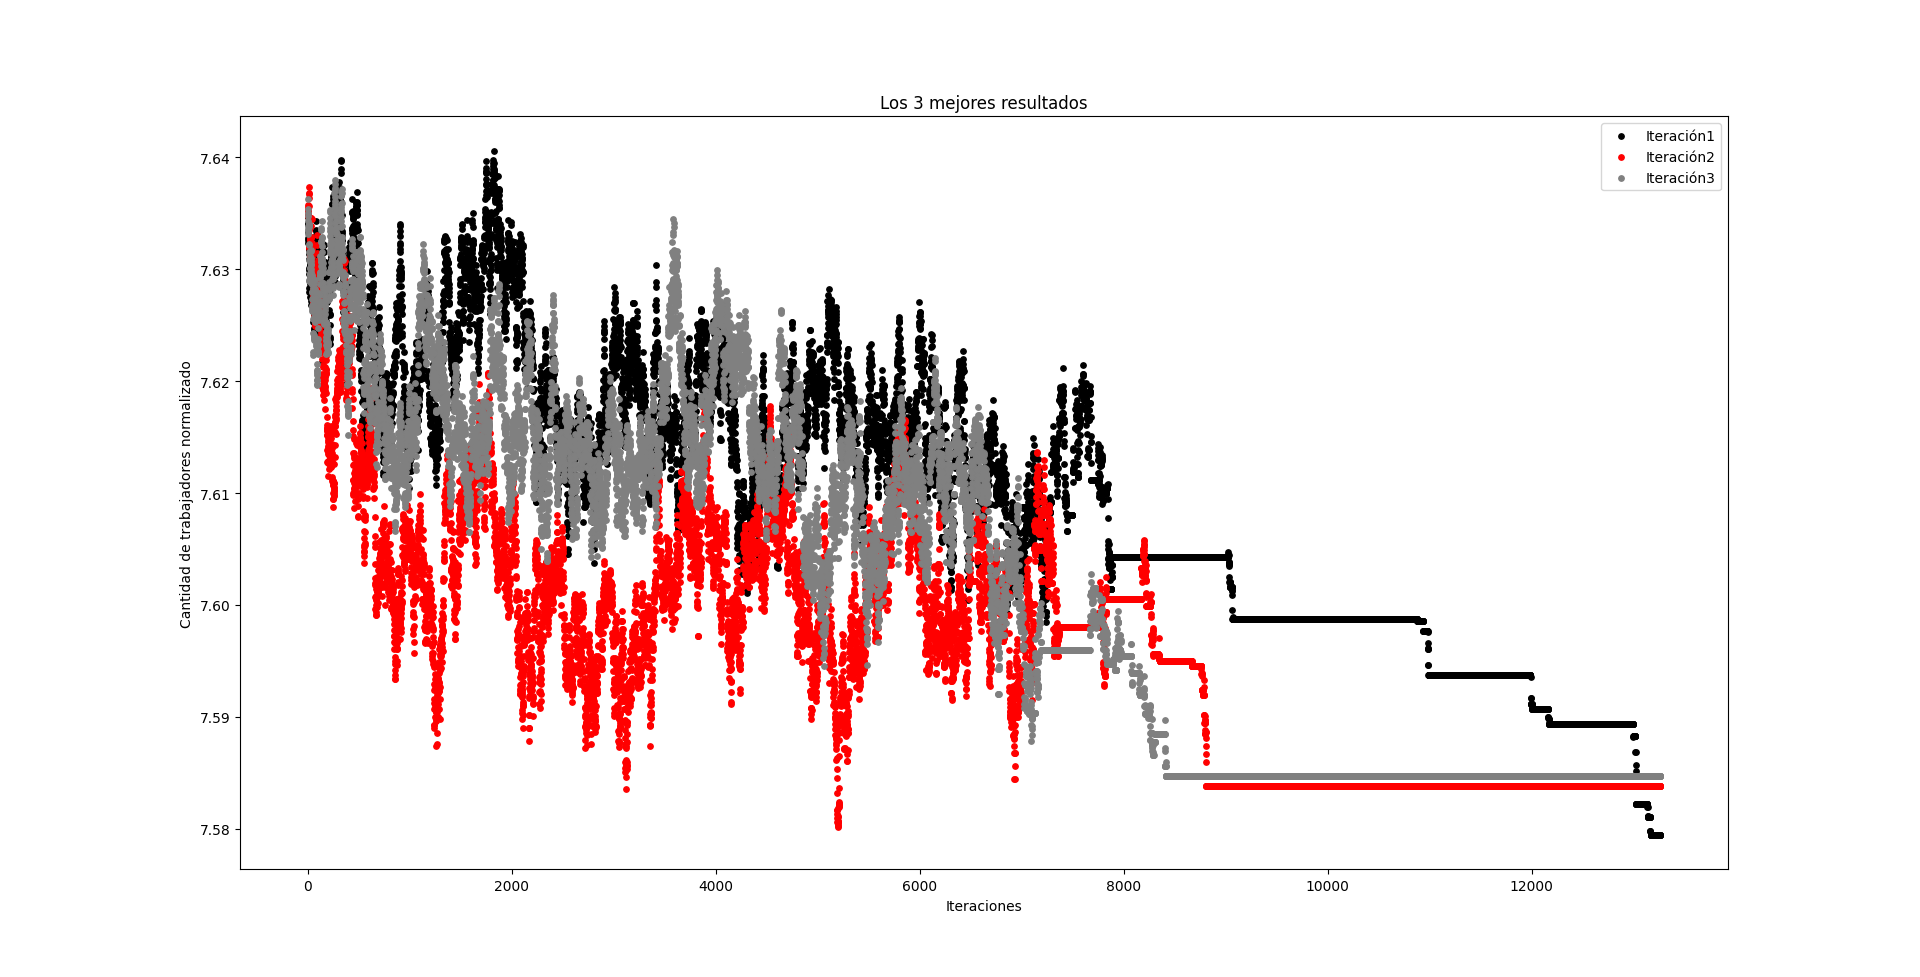 Los 3 mejores resultados
Iteración1
Iteración2
Iteración3
Cantidad de trabajadores normalizado
7.64
7.63
7.62
7.61
7.60
7.59
7.58
0 2000 4000 6000 8000 10000 12000
Iteraciones